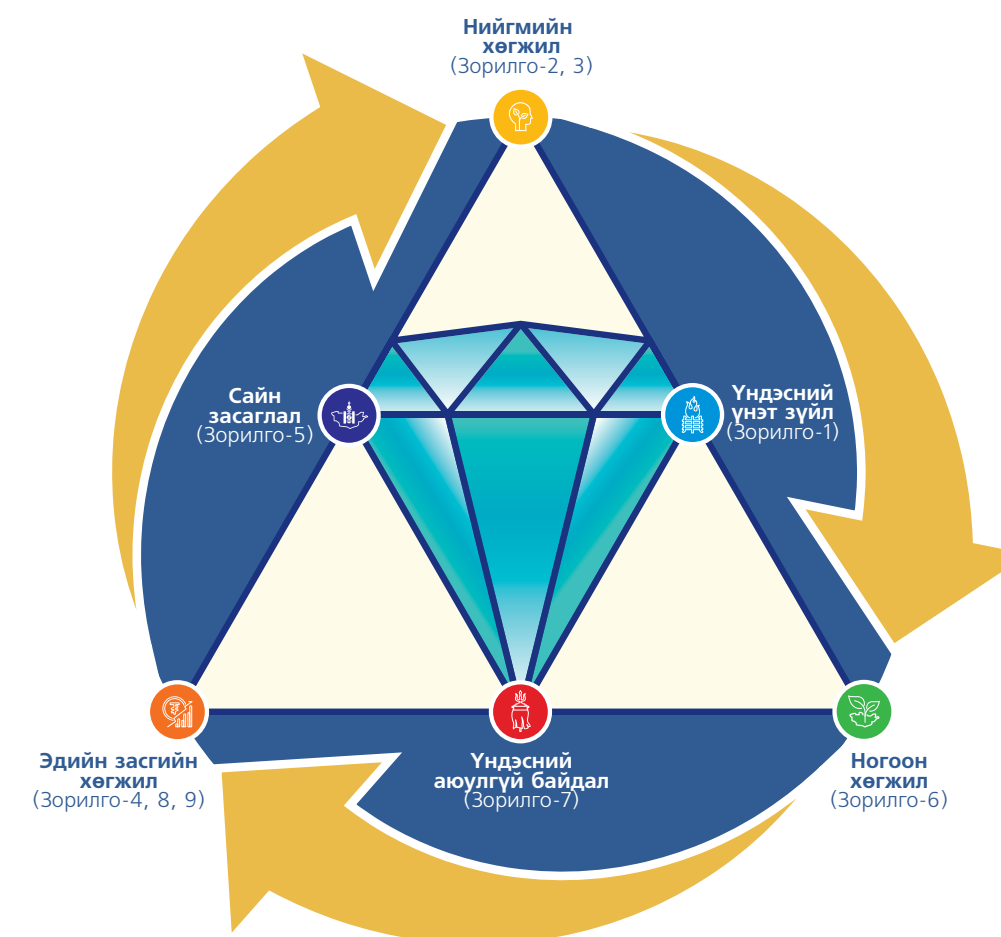 Нийгмийн
хөгжил
(Зорилго-2, 3)
Сайн
засаглал
(Зорилго-5)
Үндэсний
үнэт зүйл
(Зорилго-1)
Эдийн засгийн
хөгжил
(Зорилго-4, 8, 9)
Үндэсний
аюулгүй байдал
(Зорилго-7)
Ногоон
хөгжил
(Зорилго-6)